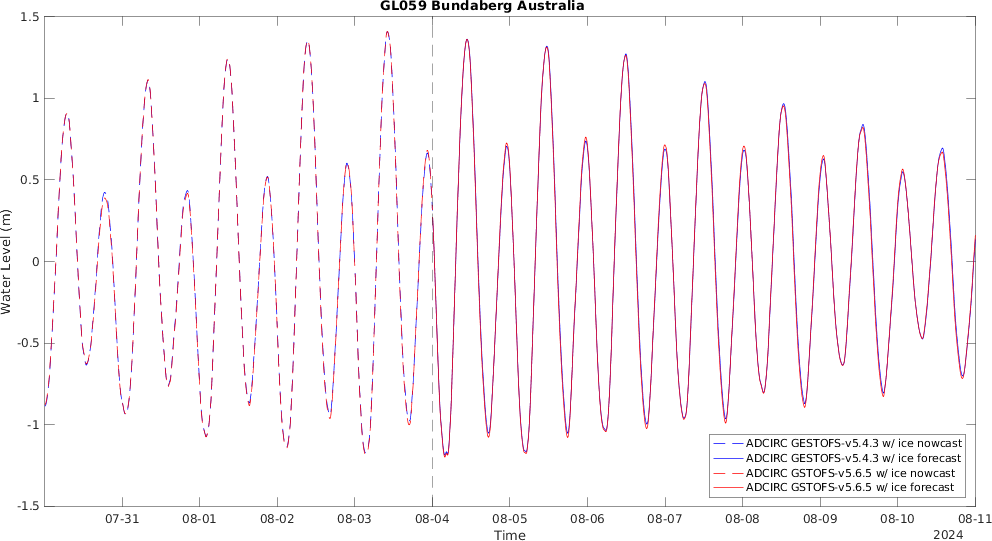 GL059 Bundaberg Australia
Water Level (m)
1.5
1
0.5
0
-0.5
-1
-1.5
07-31 08-01 08-02 08-03 08-04 08-05 08-06 08-07 08-08 08-09 08-10 08-11
Time
2024
ADCIRC GESTOFS-v5.4.3 w/ ice nowcast
ADCIRC GESTOFS-v5.4.3 w/ ice forecast
ADCIRC GSTOFS-v5.6.5 w/ ice nowcast
ADCIRC GSTOFS-v5.6.5 w/ ice forecast